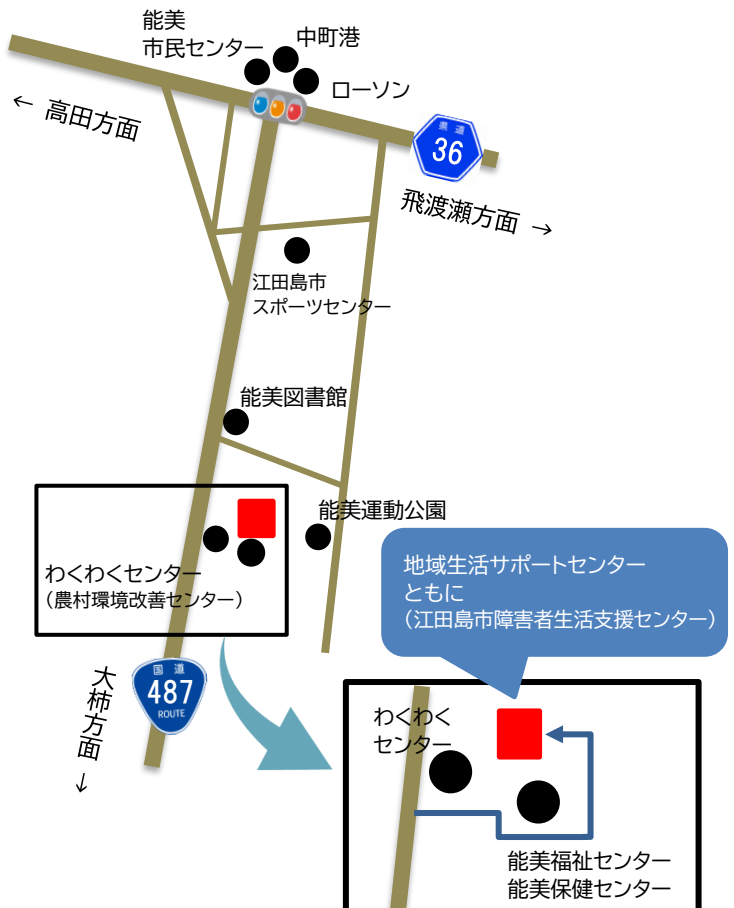 能美
市民センター
中町港
ローソン
← 高田方面
県道
36
飛渡瀬方面 →
江田島市
スポーツセンター
能美図書館
能美運動公園
わくわくセンター
(農村環境改善センター)
地域生活サポートセンター
ともに
(江田島市障害者生活支援センター)
国道
487
ROUTE
大柿方面 ↓
わくわく
センター
能美福祉センター
能美保健センター